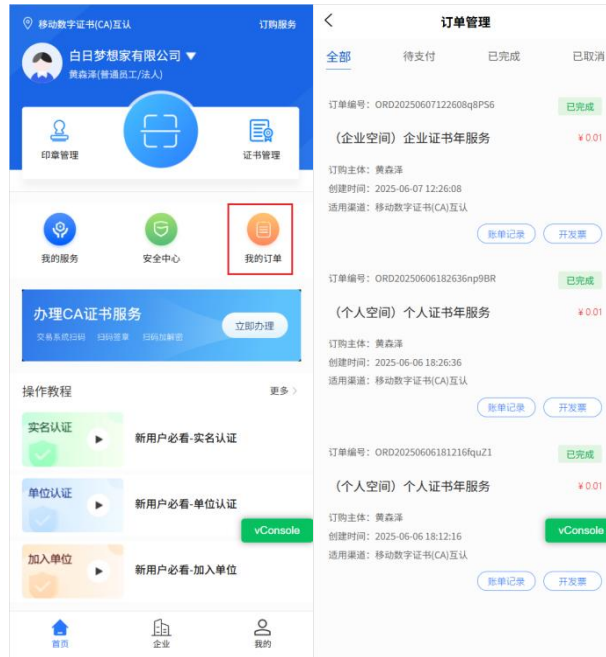 移动数字证书(CA)互认
订购服务
白日梦想家有限公司
黄森泽(普通员工/法人)
印章管理
证书管理
我的服务
安全中心
我的订单
办理CA证书服务
交易系统扫码 扫码签章 扫码加解密
立即办理
操作教程
更多
实名认证
新用户必看-实名认证
单位认证
新用户必看-单位认证
vConsole
加入单位
新用户必看-加入单位
首页
企业
我的
订单管理
全部 待支付 已完成 已取消
订单编号：ORD20250607122608q8PS6
已完成
（企业空间）企业证书年服务
¥0.01
订购主体：黄森泽
创建时间：2025-06-07 12:26:08
适用渠道：移动数字证书(CA)互认
账单记录 开发票
订单编号：ORD20250606182636np9BR
已完成
（个人空间）个人证书年服务
¥0.01
订购主体：黄森泽
创建时间：2025-06-06 18:26:36
适用渠道：移动数字证书(CA)互认
账单记录 开发票
订单编号：ORD20250606181216fquZ1
已完成
（个人空间）个人证书年服务
¥0.01
订购主体：黄森泽
创建时间：2025-06-06 18:12:16
vConsole
适用渠道：移动数字证书(CA)互认
账单记录 开发票